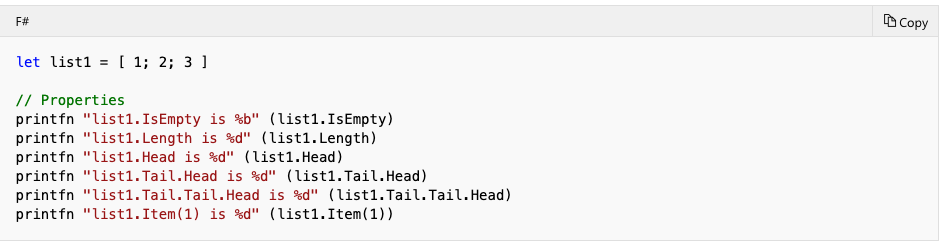 F#
Copy
let list1 = [ 1; 2; 3 ]
// Properties
printfn "list1.IsEmpty is %b" (list1.IsEmpty)
printfn "list1.Length is %d" (list1.Length)
printfn "list1.Head is %d" (list1.Head)
printfn "list1.Tail.Head is %d" (list1.Tail.Head)
printfn "list1.Tail.Tail.Head is %d" (list1.Tail.Tail.Head)
printfn "list1.Item(1) is %d" (list1.Item(1))